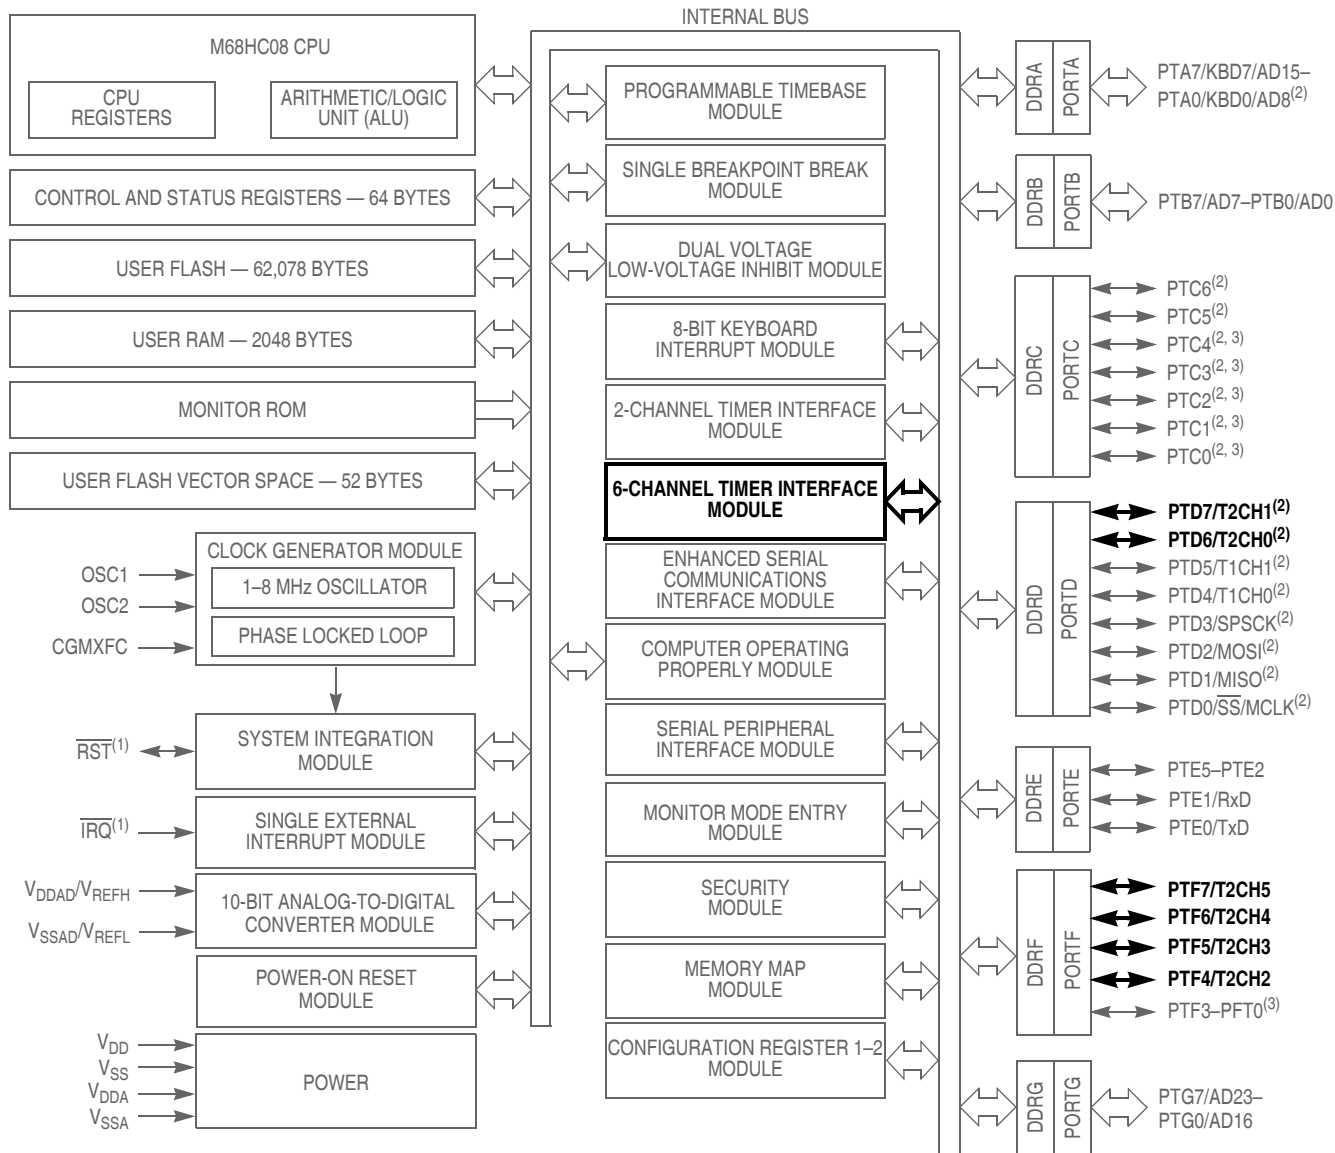 INTERNAL BUS
M68HC08 CPU
CPU
REGISTERS
ARITHMETIC/LOGIC
UNIT (ALU)
CONTROL AND STATUS REGISTERS — 64 BYTES
USER FLASH — 62,078 BYTES
USER RAM — 2048 BYTES
MONITOR ROM
USER FLASH VECTOR SPACE — 52 BYTES
CLOCK GENERATOR MODULE
1–8 MHz OSCILLATOR
PHASE LOCKED LOOP
OSC1
OSC2
CGMXFC
SYSTEM INTEGRATION
MODULE
RST(1)
SINGLE EXTERNAL
INTERRUPT MODULE
IRQ(1)
10-BIT ANALOG-TO-DIGITAL
CONVERTER MODULE
VDDAD/VREFH
VSSAD/VREFL
POWER-ON RESET
MODULE
POWER
VDD
VSS
VDDA
VSSA
PROGRAMMABLE TIMEBASE
MODULE
SINGLE BREAKPOINT BREAK
MODULE
DUAL VOLTAGE
LOW-VOLTAGE INHIBIT MODULE
8-BIT KEYBOARD
INTERRUPT MODULE
2-CHANNEL TIMER INTERFACE
MODULE
6-CHANNEL TIMER INTERFACE
MODULE
ENHANCED SERIAL
COMMUNICATIONS
INTERFACE MODULE
COMPUTER OPERATING
PROPERLY MODULE
SERIAL PERIPHERAL
INTERFACE MODULE
MONITOR MODE ENTRY
MODULE
SECURITY
MODULE
MEMORY MAP
MODULE
CONFIGURATION REGISTER 1–2
MODULE
DDRA
PORTA
PTA7/KBD7/AD15–
PTA0/KBD0/AD8(2)
DDRB
PORTB
PTB7/AD7–PTB0/AD0
DDRC
PORTC
PTC6(2)
PTC5(2)
PTC4(2, 3)
PTC3(2, 3)
PTC2(2, 3)
PTC1(2, 3)
PTC0(2, 3)
DDRD
PORTD
PTD7/T2CH1(2)
PTD6/T2CH0(2)
PTD5/T1CH1(2)
PTD4/T1CH0(2)
PTD3/SPSCK(2)
PTD2/MOSI(2)
PTD1/MISO(2)
PTD0/SS/MCLK(2)
DDRE
PORTE
PTE5–PTE2
PTE1/RxD
PTE0/TxD
DDRF
PORTF
PTF7/T2CH5
PTF6/T2CH4
PTF5/T2CH3
PTF4/T2CH2
PTF3–PFT0(3)
DDRG
PORTG
PTG7/AD23–
PTG0/AD16